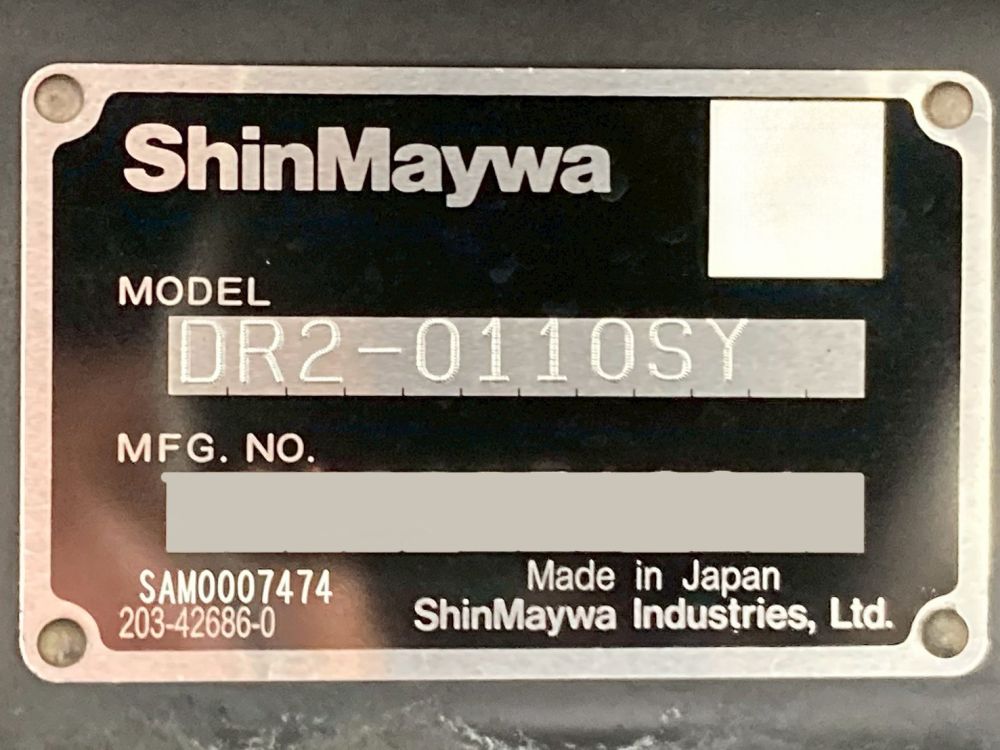 ShinMaywa
MODEL
DR2-0110SY
MFG. NO.
SAM0007474
203-42686-0
Made in Japan
ShinMaywa Industries, Ltd.